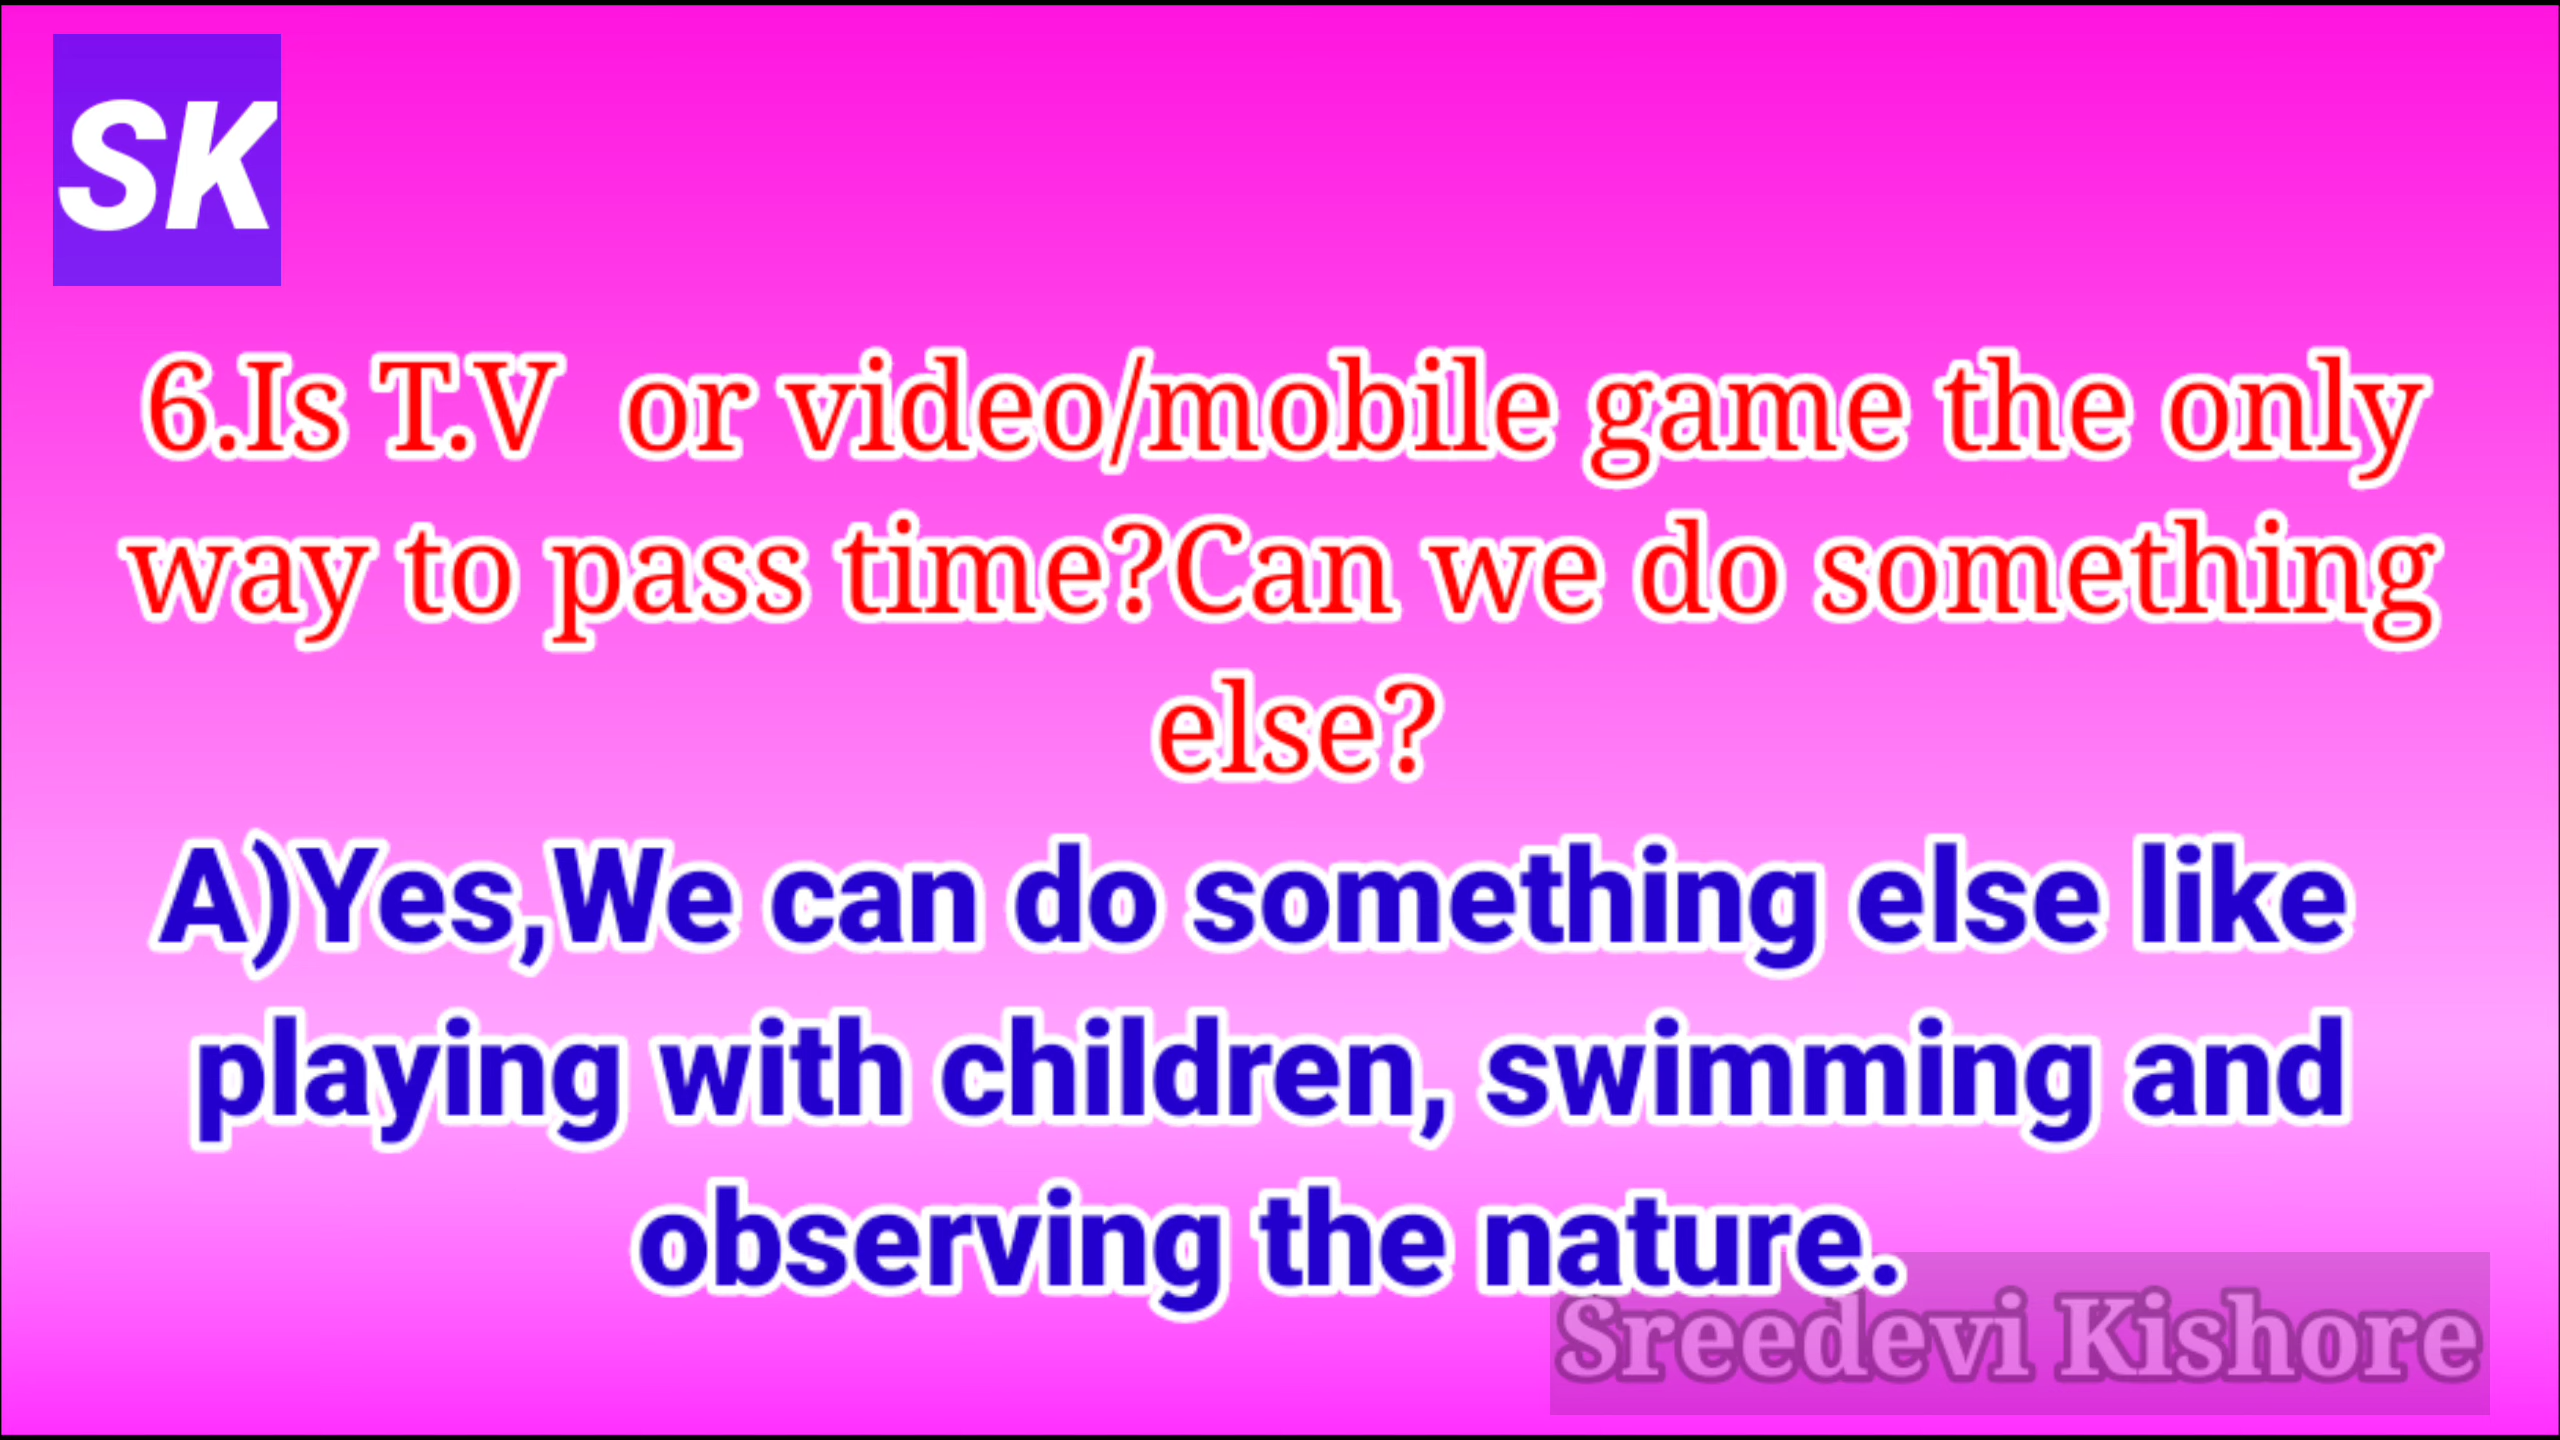 SK
6.Is T.V  or video/mobile game the only
way to pass time?Can we do something
else?
A)Yes,We can do something else like
playing with children, swimming and
observing the nature.
Sreedevi Kishore